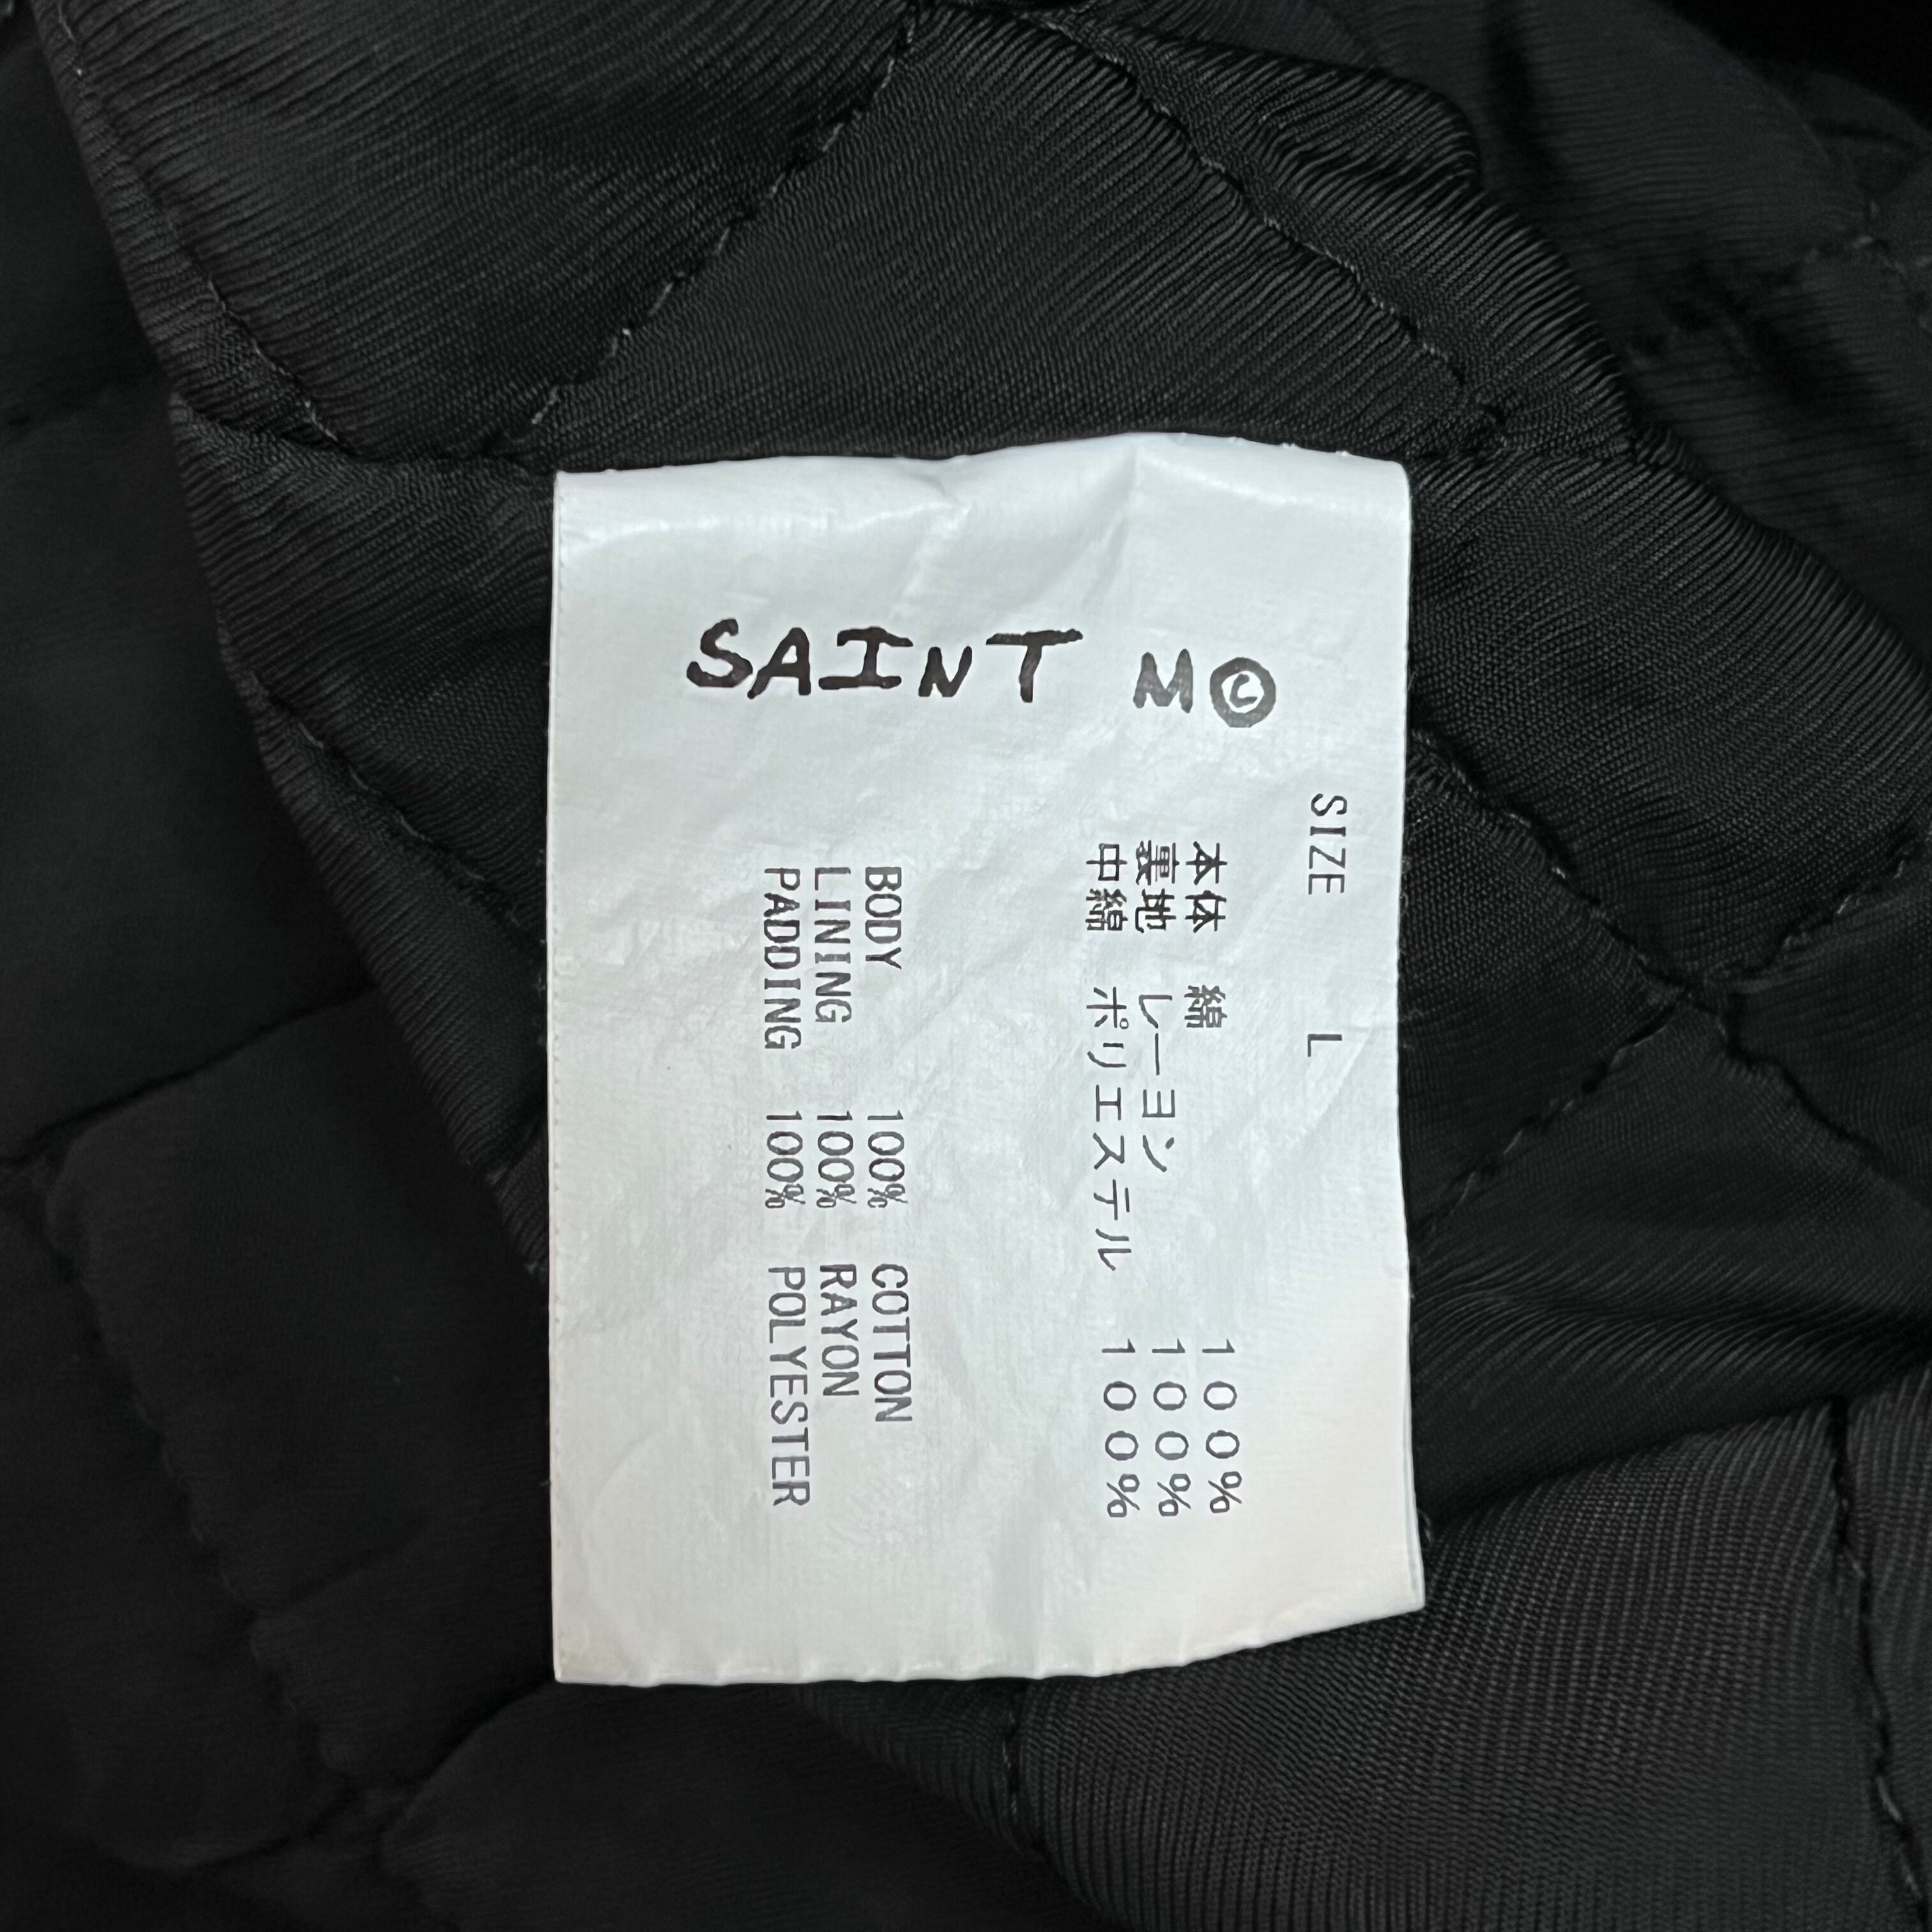 SAINT M©
SIZE L
本体 綿 100%
裏地 レーヨン 100%
中綿 ポリエステル 100%
BODY 100% COTTON
LINING 100% RAYON
PADDING 100% POLYESTER